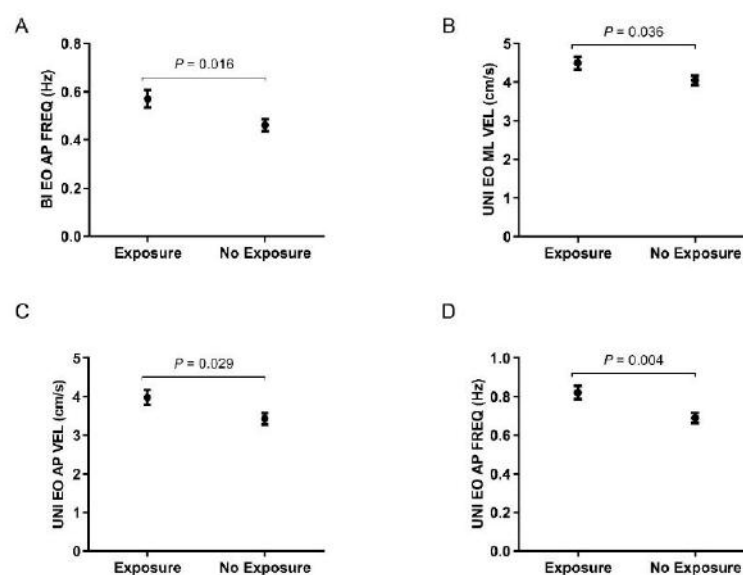 A
BI EO AP FREQ (Hz)
0.8
0.6
0.4
0.2
0.0
P = 0.016
Exposure No Exposure
B
UNI EO ML VEL (cm/s)
5
4
3
2
1
0
P = 0.036
Exposure No Exposure
C
UNI EO AP VEL (cm/s)
5
4
3
2
1
0
P = 0.029
Exposure No Exposure
D
UNI EO AP FREQ (Hz)
1.0
0.8
0.6
0.4
0.2
0.0
P = 0.004
Exposure No Exposure